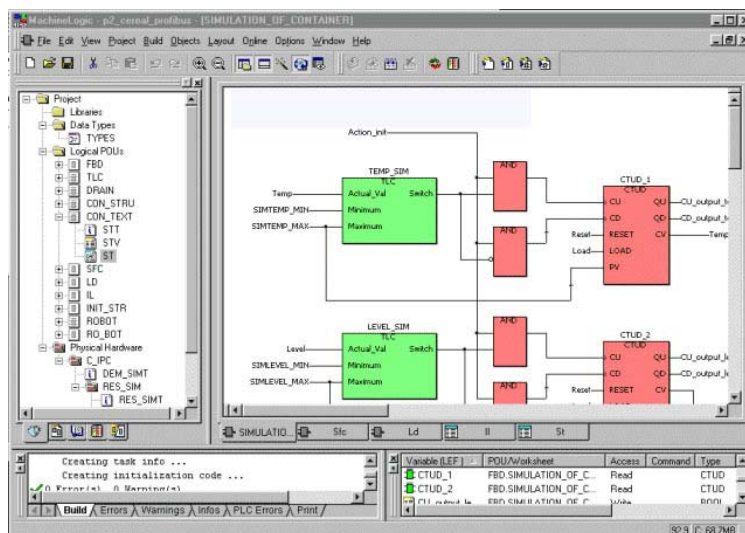 MachineLogic - p2_cereal_profibus - [SIMULATION_OF_CONTAINER]
File Edit View Project Build Objects Layout Online Options Window Help
Project
Libraries
Data Types
TYPES
Logical POUs
FBD
TLC
DRAIN
CON_STRU
CON_TEXT
STT
STV
ST
SFC
LD
IL
INIT_STR
ROBOT
RO_BOT
Physical Hardware
C_IPC
DEM_SIMT
RES_SIM
RES_SIMT
Action_init
TEMP_SIM
TLC
Temp Actual_Val Switch
SIMTEMP_MIN Minimum
SIMTEMP_MAX Maximum
AND
AND
CTUD_1
CTUD
CU QU CU_output_te
CD QD CD_output_te
Reset RESET CV Temp
Load LOAD
PV
LEVEL_SIM
TLC
Level Actual_Val Switch
SIMLEVEL_MIN Minimum
SIMLEVEL_MAX Maximum
AND
AND
CTUD_2
CTUD
CU QU CU_output_le
CD QD CD_output_le
Reset RESET CV
Load LOAD
SIMULATIO... Sfc Ld Il St
Creating task info ...
Creating initialization code ...
0 Error(s), 0 Warning(s)
Build Errors Warnings Infos PLC Errors Print
Variable (LEF) POU/Worksheet Access Command Type
CTUD_1 FBD.SIMULATION_OF_C... Read CTUD
CTUD_2 FBD.SIMULATION_OF_C... Read CTUD
CU_output_le FBD.SIMULATION_OF_C... Write BOOL
92,9 C: 68.7MB